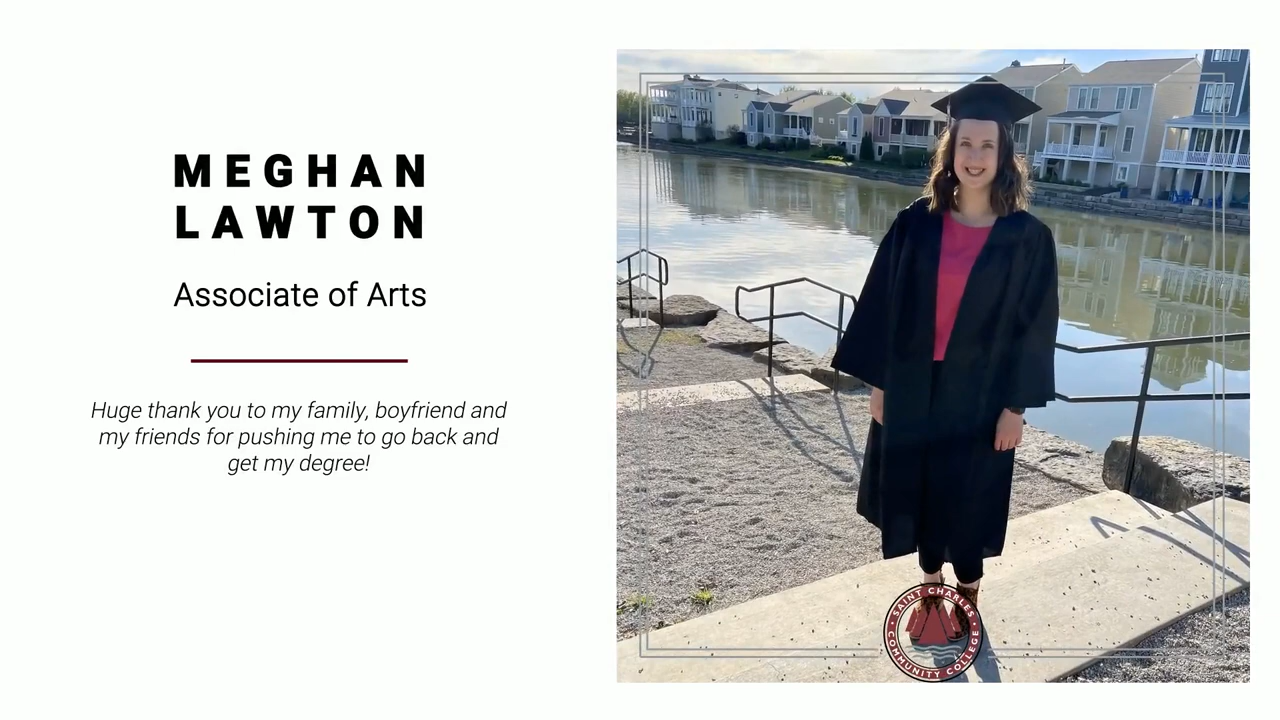 MEGHAN
LAWTON
Associate of Arts
Huge thank you to my family, boyfriend and
my friends for pushing me to go back and
get my degree!
SAINT CHARLES
COMMUNITY COLLEGE